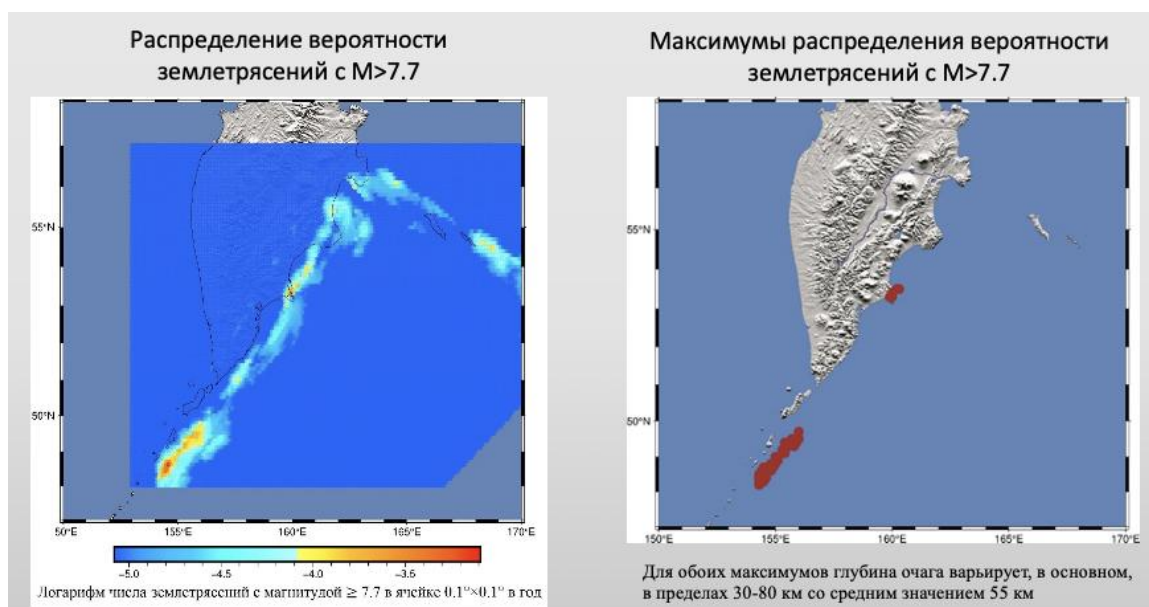 Распределение вероятности
землетрясений с M>7.7
55°N
50°N
50°E
155°E
160°E
165°E
170°E
−5.0
−4.5
−4.0
−3.5
Логарифм числа землетрясений с магнитудой ≥ 7.7 в ячейке 0.1°×0.1° в год
Максимумы распределения вероятности
землетрясений с M>7.7
55°N
50°N
150°E
155°E
160°E
165°E
170°E
Для обоих максимумов глубина очага варьирует, в основном,
в пределах 30-80 км со средним значением 55 км